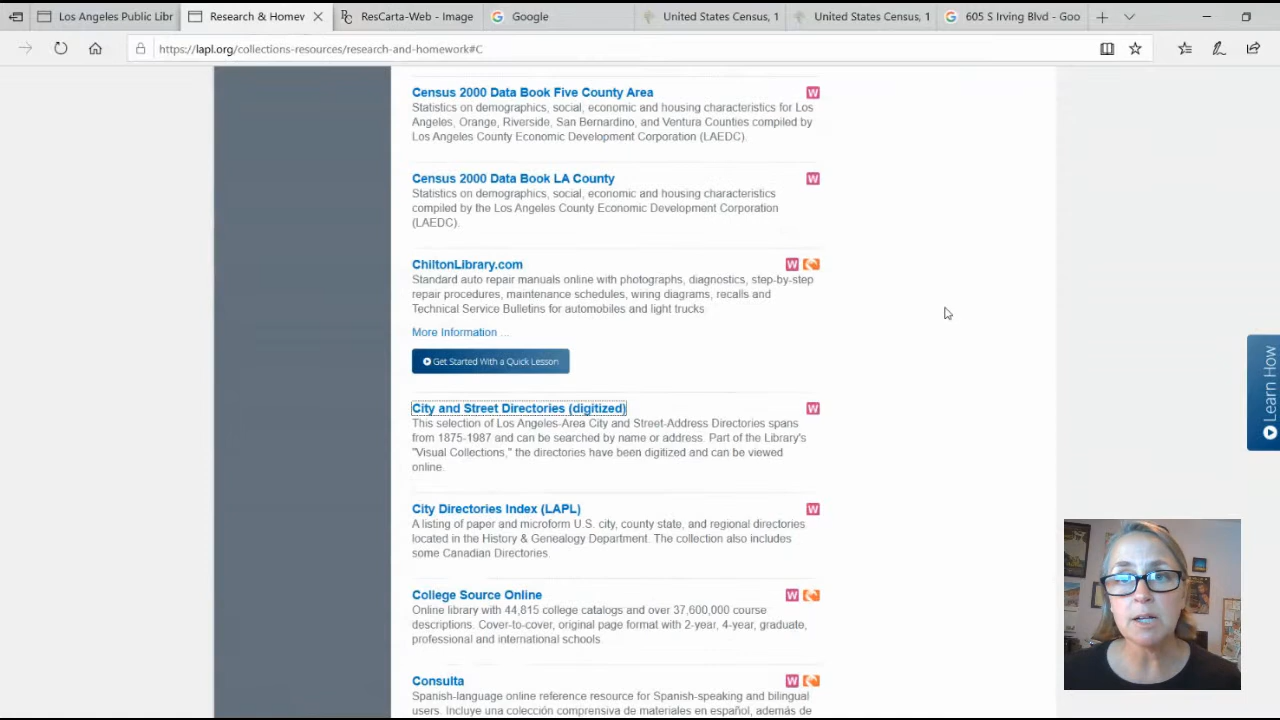 Los Angeles Public Libr
Research & Homew
ResCarta-Web - Image
Google
United States Census, 1
United States Census, 1
605 S Irving Blvd - Goo
https://lapl.org/collections-resources/research-and-homework#C
Census 2000 Data Book Five County Area
W
Statistics on demographics, social, economic and housing characteristics for Los
Angeles, Orange, Riverside, San Bernardino, and Ventura Counties compiled by
Los Angeles County Economic Development Corporation (LAEDC).
Census 2000 Data Book LA County
W
Statistics on demographics, social, economic and housing characteristics
compiled by the Los Angeles County Economic Development Corporation
(LAEDC).
ChiltonLibrary.com
W
Standard auto repair manuals online with photographs, diagnostics, step-by-step
repair procedures, maintenance schedules, wiring diagrams, recalls and
Technical Service Bulletins for automobiles and light trucks
More Information ...
Get Started With a Quick Lesson
Learn How
City and Street Directories (digitized)
W
This selection of Los Angeles-Area City and Street-Address Directories spans
from 1875-1987 and can be searched by name or address. Part of the Library's
"Visual Collections," the directories have been digitized and can be viewed
online.
City Directories Index (LAPL)
W
A listing of paper and microform U.S. city, county state, and regional directories
located in the History & Genealogy Department. The collection also includes
some Canadian Directories.
College Source Online
W
Online library with 44,815 college catalogs and over 37,600,000 course
descriptions. Cover-to-cover, original page format with 2-year, 4-year, graduate,
professional and international schools.
Consulta
W
Spanish-language online reference resource for Spanish-speaking and bilingual
users. Incluye una colección comprensiva de materiales en español, además de